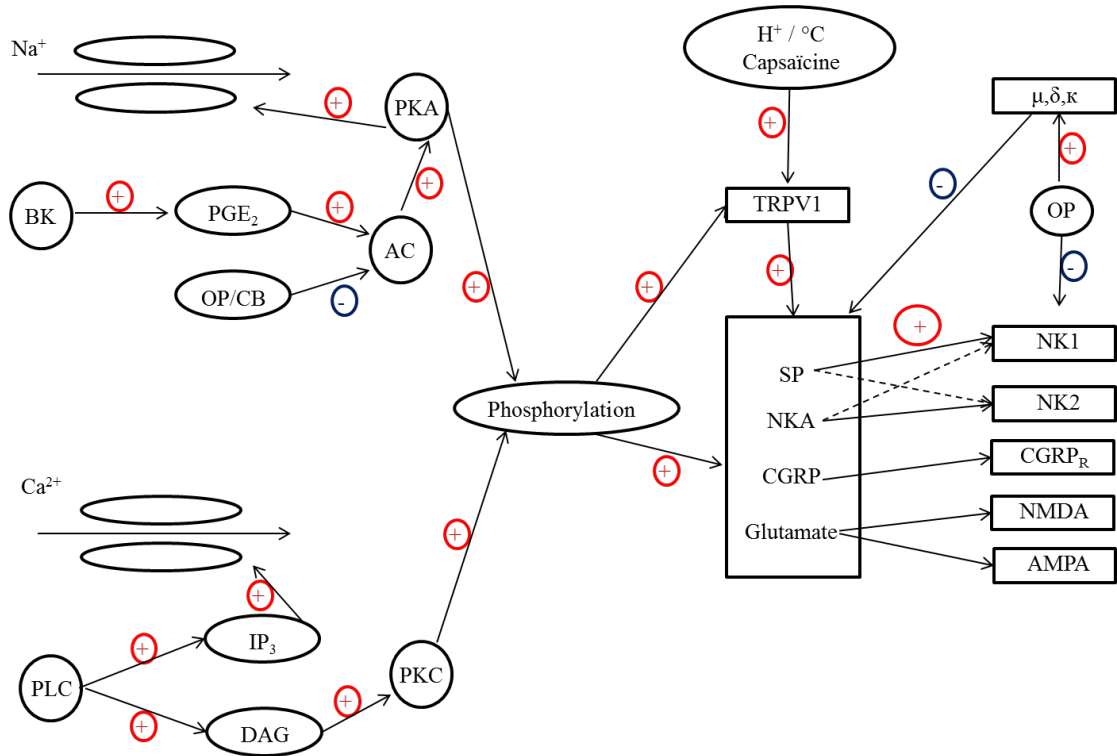 Na⁺
H⁺ / °C
Capsaïcine
+
PKA
+
μ,δ,κ
+
+
-
BK
+
PGE₂
+
AC
TRPV1
OP
OP/CB
-
+
+
+
-
+
NK1
SP
Phosphorylation
NK2
NKA
+
CGRP
CGRP_R
Ca²⁺
+
Glutamate
NMDA
AMPA
+
IP₃
+
PLC
PKC
+
DAG
+